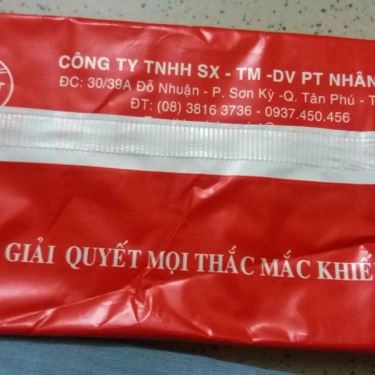 CÔNG TY TNHH SX - TM -DV PT NHÂN
ĐC: 30/39A Đỗ Nhuận - P. Sơn Kỳ -Q. Tân Phú - T
ĐT: (08) 3816 3736 - 0937.450.456
GIẢI QUYẾT MỌI THẮC MẮC KHIẾ